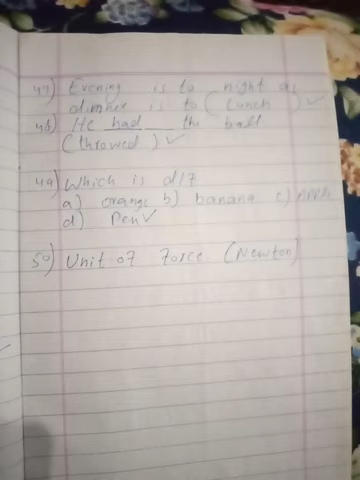 47) Evening is to night as
dinner is to (Lunch) ✓
48) He had the ball
(throwed) ✓
49) Which is d/7
a) orange b) banana c) Apple
d) Pen ✓
50) Unit of Force (Newton)